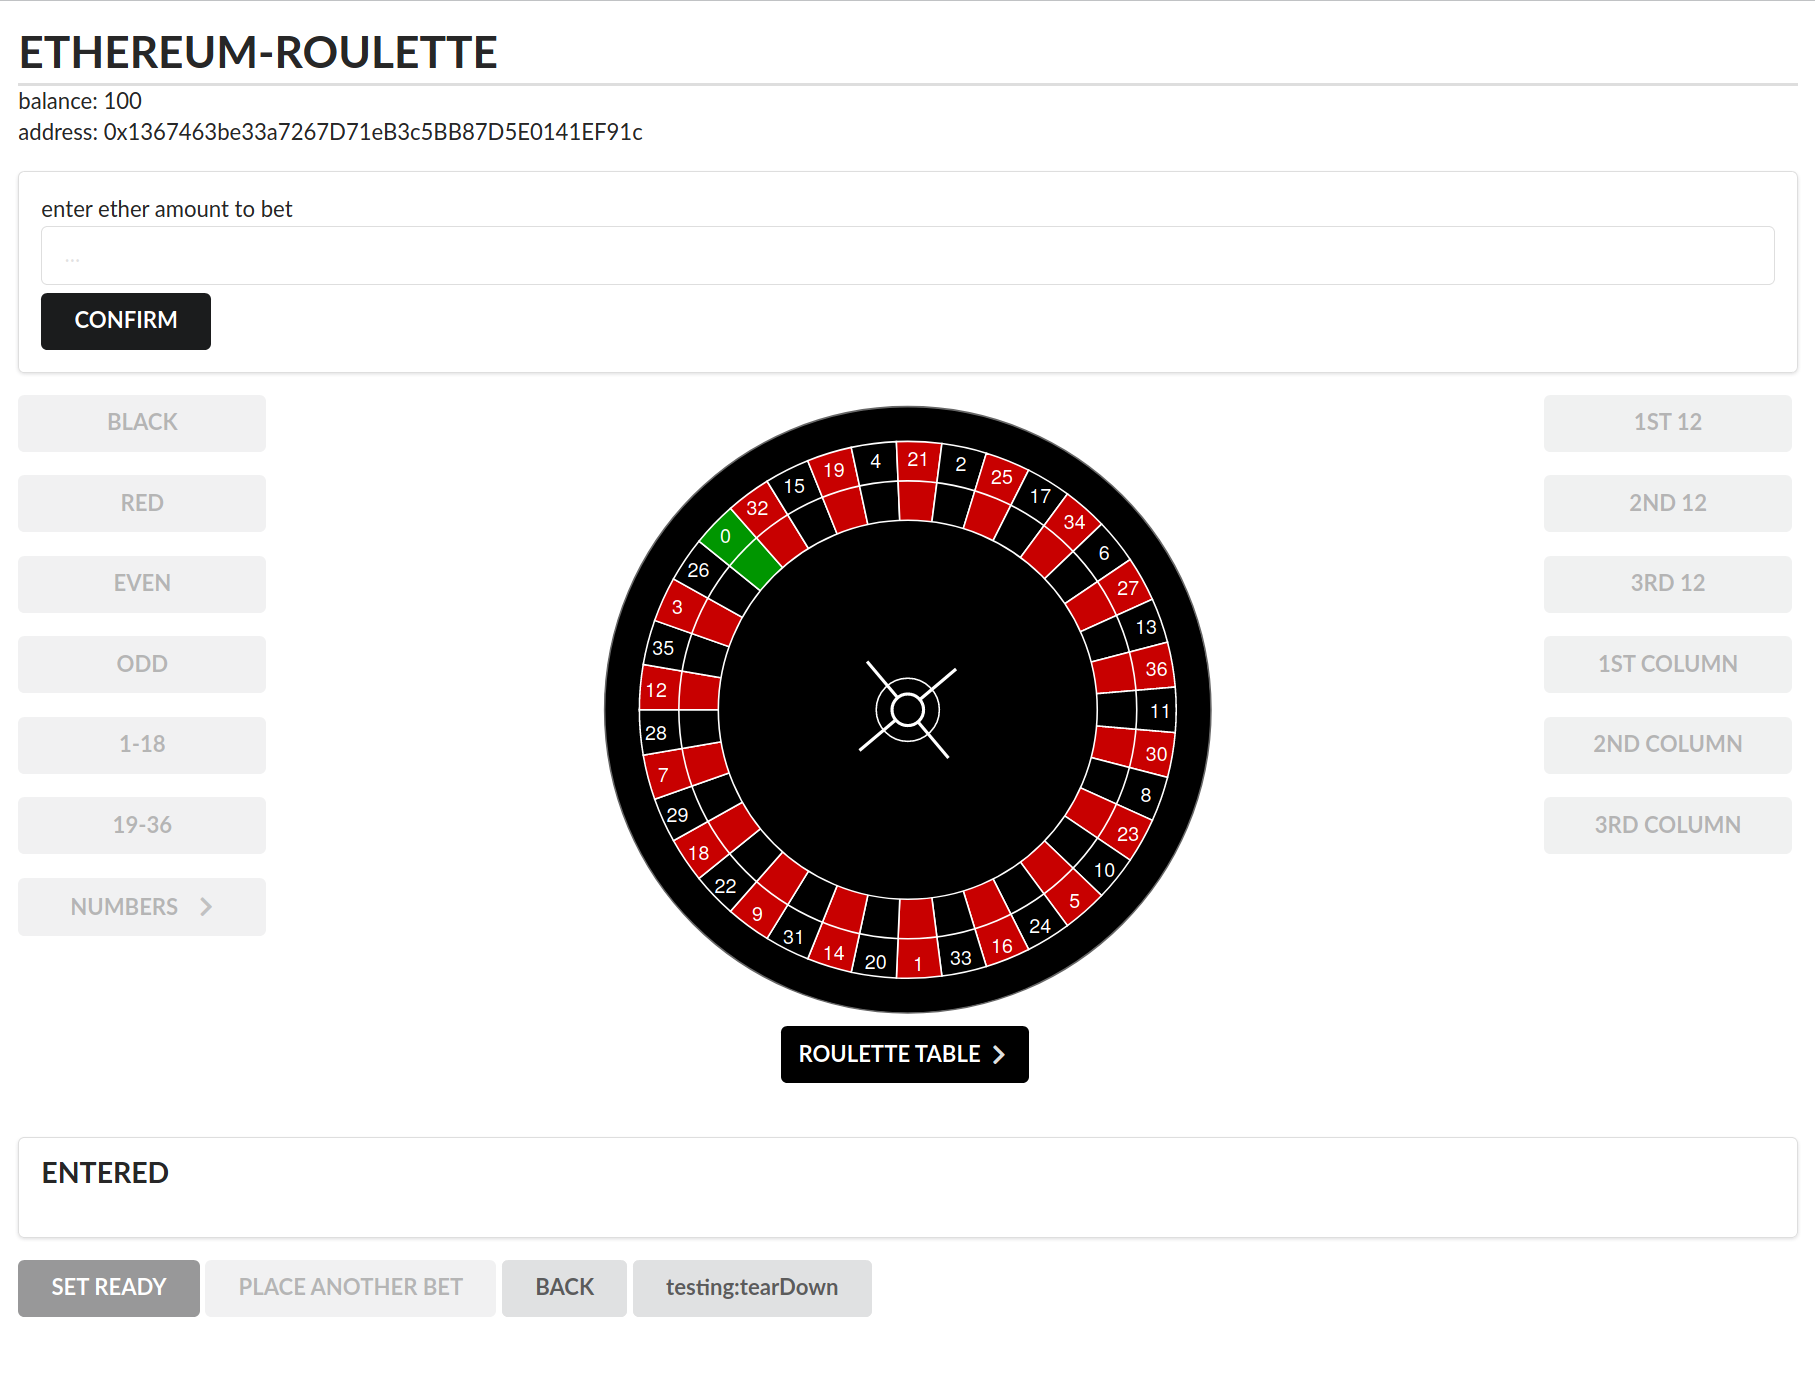 ETHEREUM-ROULETTE
balance: 100
address: 0x1367463be33a7267D71eB3c5BB87D5E0141EF91c
enter ether amount to bet
...
CONFIRM
BLACK
RED
EVEN
ODD
1-18
19-36
NUMBERS
0
32
15
19
4
21
2
25
17
34
6
27
13
36
11
30
8
23
10
5
24
16
33
1
20
14
31
9
22
18
29
7
28
12
35
3
26
ROULETTE TABLE
1ST 12
2ND 12
3RD 12
1ST COLUMN
2ND COLUMN
3RD COLUMN
ENTERED
SET READY
PLACE ANOTHER BET
BACK
testing:tearDown